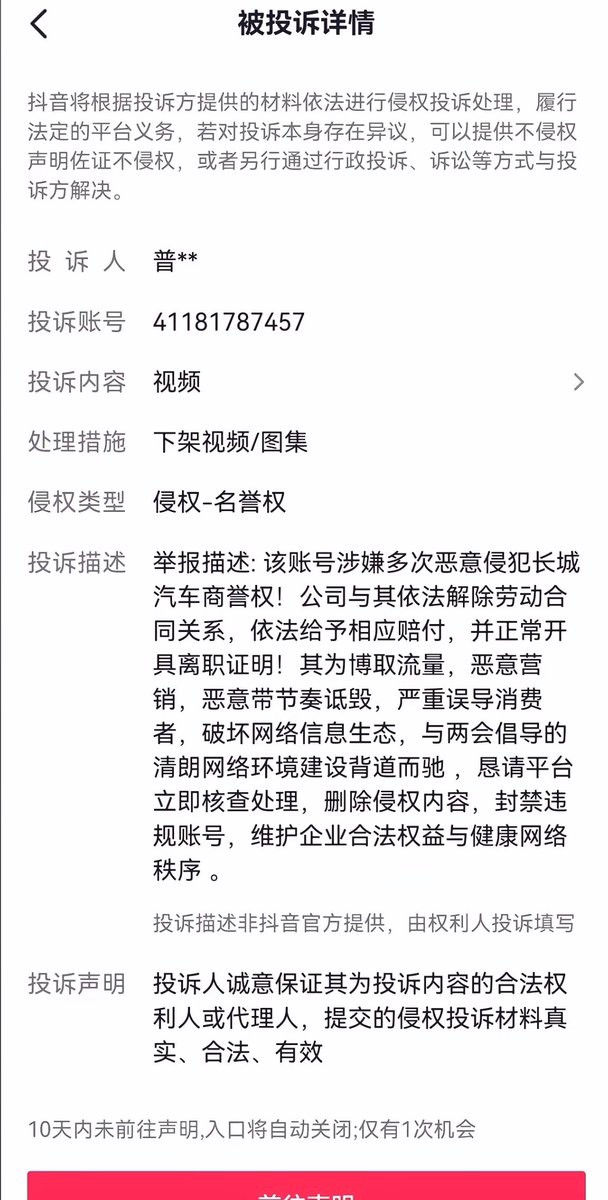 被投诉详情
抖音将根据投诉方提供的材料依法进行侵权投诉处理，履行
法定的平台义务，若对投诉本身存在异议，可以提供不侵权
声明佐证不侵权，或者另行通过行政投诉、诉讼等方式与投
诉方解决。
投诉人 普**
投诉账号 41181787457
投诉内容 视频
处理措施 下架视频/图集
侵权类型 侵权-名誉权
投诉描述 举报描述: 该账号涉嫌多次恶意侵犯长城
汽车商誉权！公司与其依法解除劳动合
同关系，依法给予相应赔付，并正常开
具离职证明！其为博取流量，恶意营
销，恶意带节奏诋毁，严重误导消费
者，破坏网络信息生态，与两会倡导的
清朗网络环境建设背道而驰 ，恳请平台
立即核查处理，删除侵权内容，封禁违
规账号，维护企业合法权益与健康网络
秩序 。
投诉描述非抖音官方提供，由权利人投诉填写
投诉声明 投诉人诚意保证其为投诉内容的合法权
利人或代理人，提交的侵权投诉材料真
实、合法、有效
10天内未前往声明,入口将自动关闭;仅有1次机会
前往声明